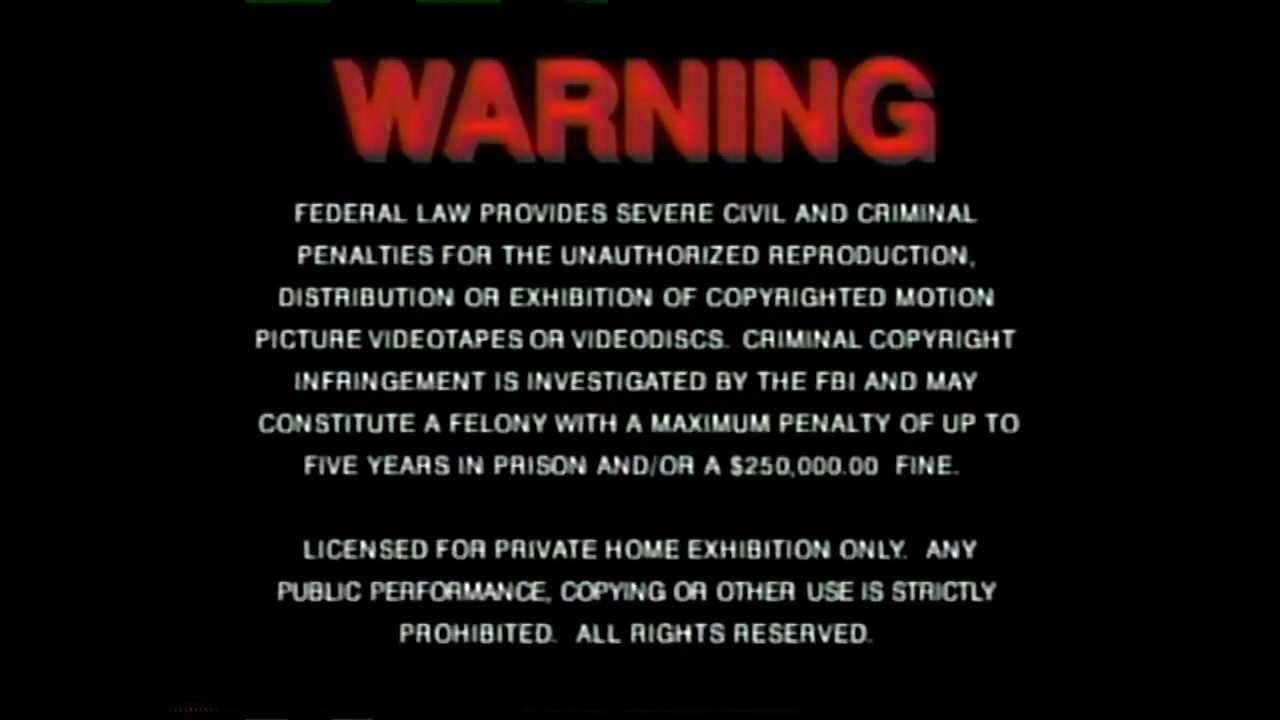 WARNING
FEDERAL LAW PROVIDES SEVERE CIVIL AND CRIMINAL
PENALTIES FOR THE UNAUTHORIZED REPRODUCTION,
DISTRIBUTION OR EXHIBITION OF COPYRIGHTED MOTION
PICTURE VIDEOTAPES OR VIDEODISCS. CRIMINAL COPYRIGHT
INFRINGEMENT IS INVESTIGATED BY THE FBI AND MAY
CONSTITUTE A FELONY WITH A MAXIMUM PENALTY OF UP TO
FIVE YEARS IN PRISON AND/OR A $250,000.00 FINE.
LICENSED FOR PRIVATE HOME EXHIBITION ONLY. ANY
PUBLIC PERFORMANCE, COPYING OR OTHER USE IS STRICTLY
PROHIBITED. ALL RIGHTS RESERVED.